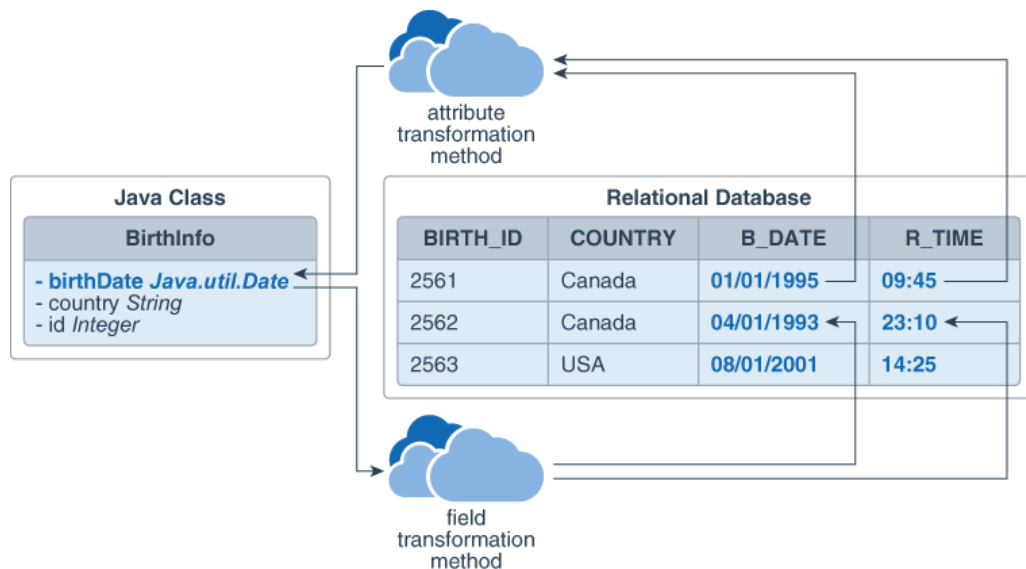 attribute
transformation
method
Java Class
BirthInfo
- birthDate Java.util.Date
- country String
- id Integer
Relational Database
BIRTH_ID COUNTRY B_DATE R_TIME
2561 Canada 01/01/1995 09:45
2562 Canada 04/01/1993 23:10
2563 USA 08/01/2001 14:25
field
transformation
method